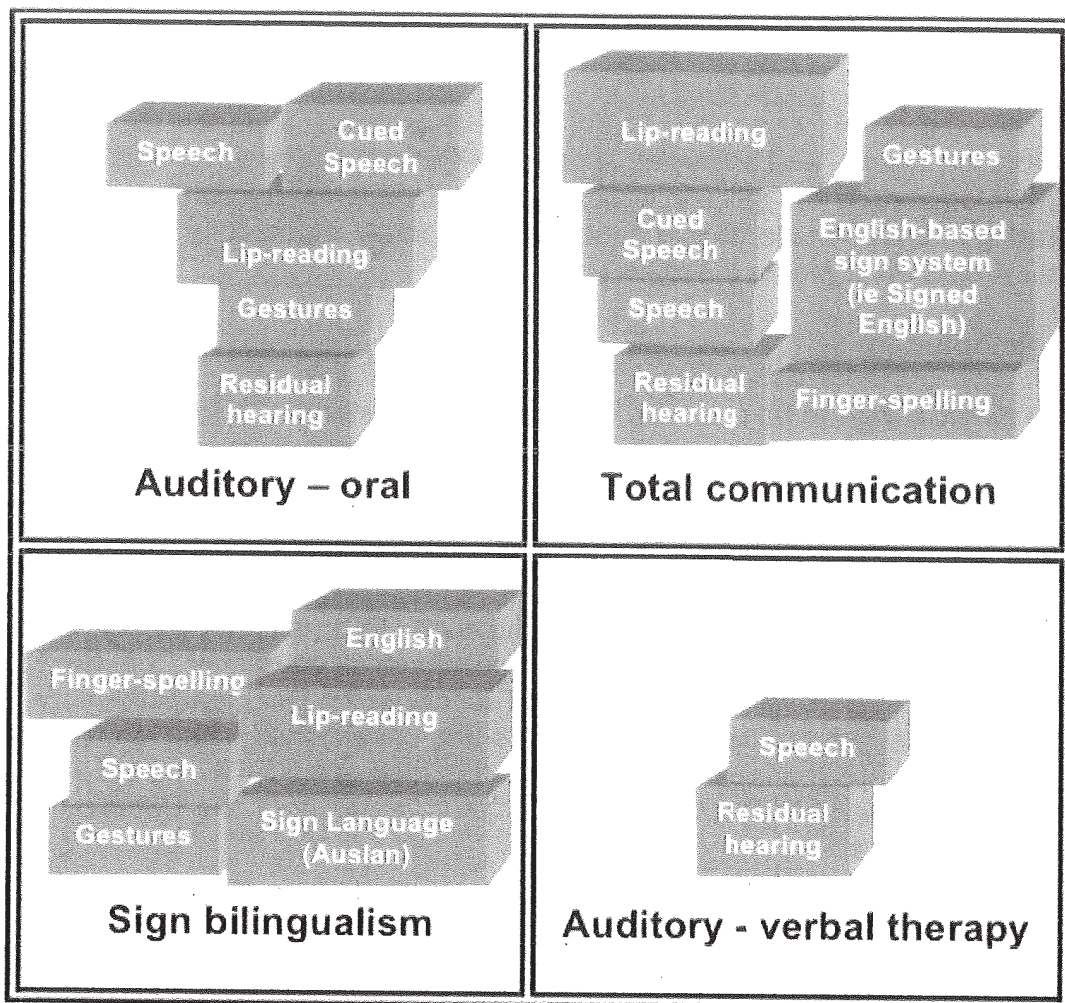 Speech
Cued
Speech
Lip-reading
Gestures
Residual
hearing
Auditory – oral
Lip-reading
Gestures
Cued
Speech
English-based
sign system
(ie Signed
English)
Speech
Residual
hearing
Finger-spelling
Total communication
English
Finger-spelling
Lip-reading
Speech
Gestures
Sign Language
(Auslan)
Sign bilingualism
Speech
Residual
hearing
Auditory - verbal therapy